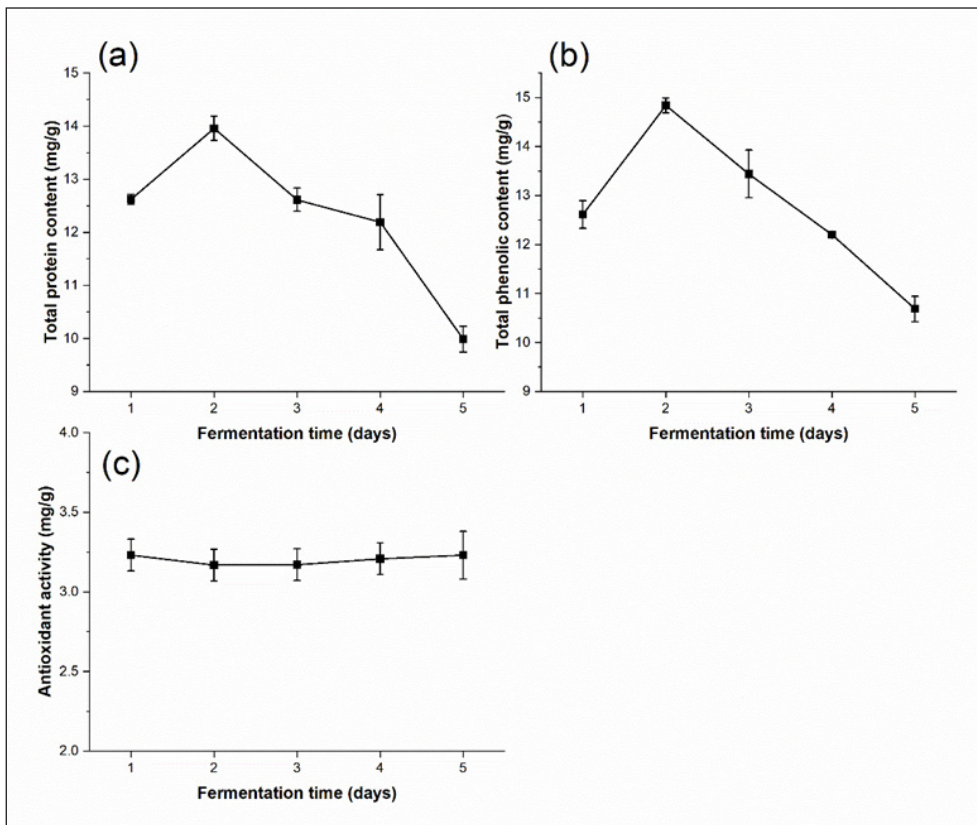 (a)
15
14
13
12
11
10
9
Total protein content (mg/g)
1 2 3 4 5
Fermentation time (days)
(b)
15
14
13
12
11
10
9
Total phenolic content (mg/g)
1 2 3 4 5
Fermentation time (days)
(c)
4.0
3.5
3.0
2.5
2.0
Antioxidant activity (mg/g)
1 2 3 4 5
Fermentation time (days)